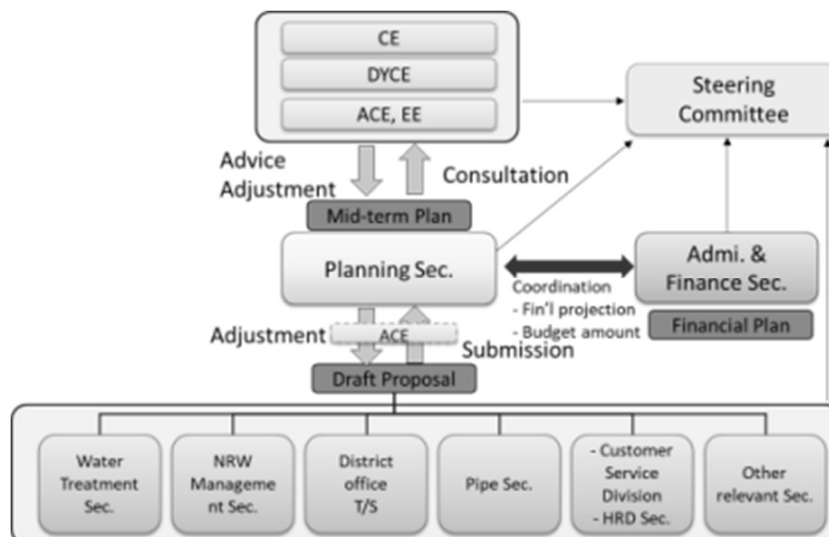 CE
DYCE
ACE, EE
Steering
Committee
Advice
Adjustment
Consultation
Mid-term Plan
Planning Sec.
Admi. &
Finance Sec.
Coordination
- Fin'l projection
- Budget amount
Financial Plan
Adjustment
ACE
Submission
Draft Proposal
Water
Treatment
Sec.
NRW
Manageme
nt Sec.
District
office
T/S
Pipe Sec.
- Customer
Service
Division
- HRD Sec.
Other
relevant Sec.